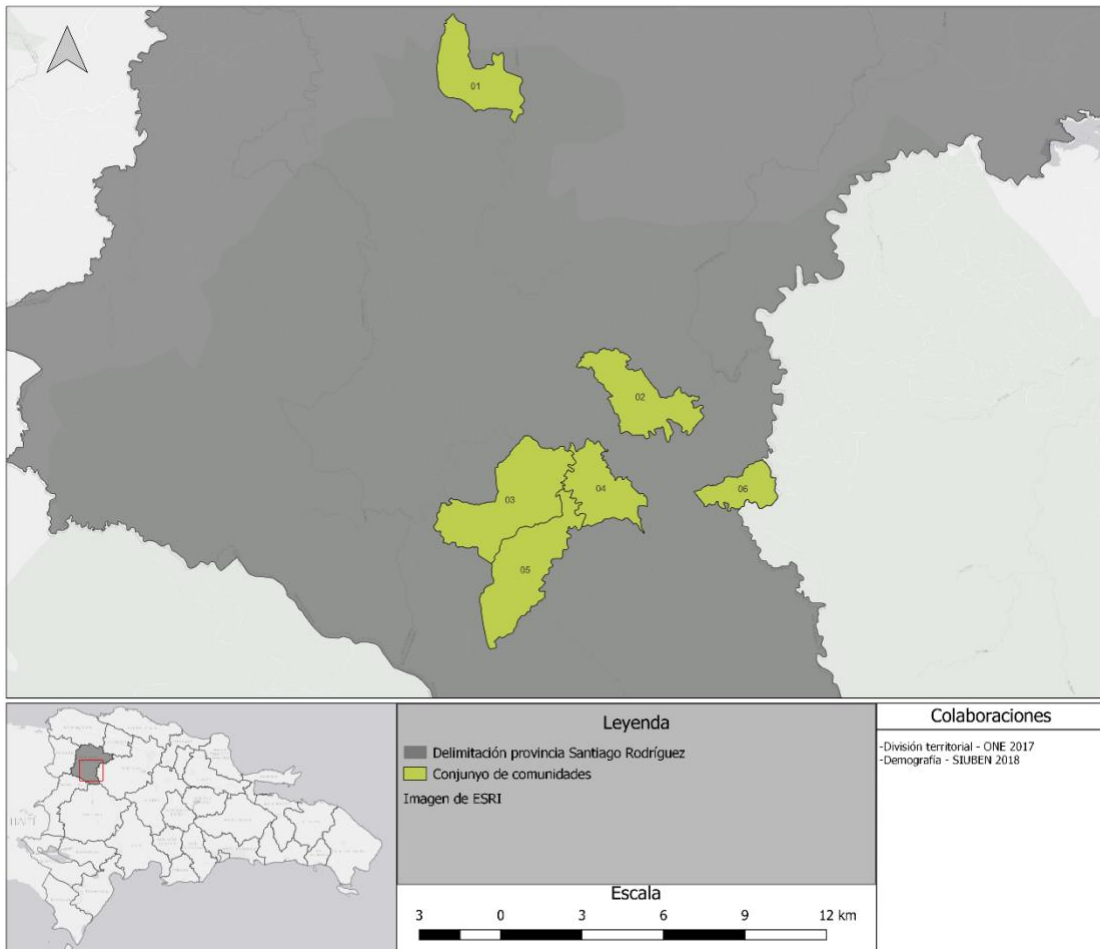 01
02
03
04
06
05
Leyenda
Delimitación provincia Santiago Rodríguez
Conjunyo de comunidades
Imagen de ESRI
Escala
3 0 3 6 9 12 km
Colaboraciones
-División territorial - ONE 2017
-Demografía - SIUBEN 2018